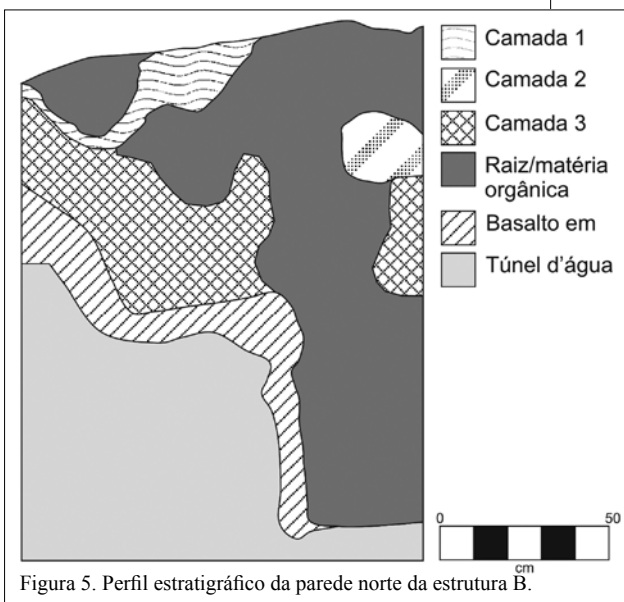 Camada 1
Camada 2
Camada 3
Raiz/matéria
orgânica
Basalto em
Túnel d'água
0 50
cm
Figura 5. Perfil estratigráfico da parede norte da estrutura B.